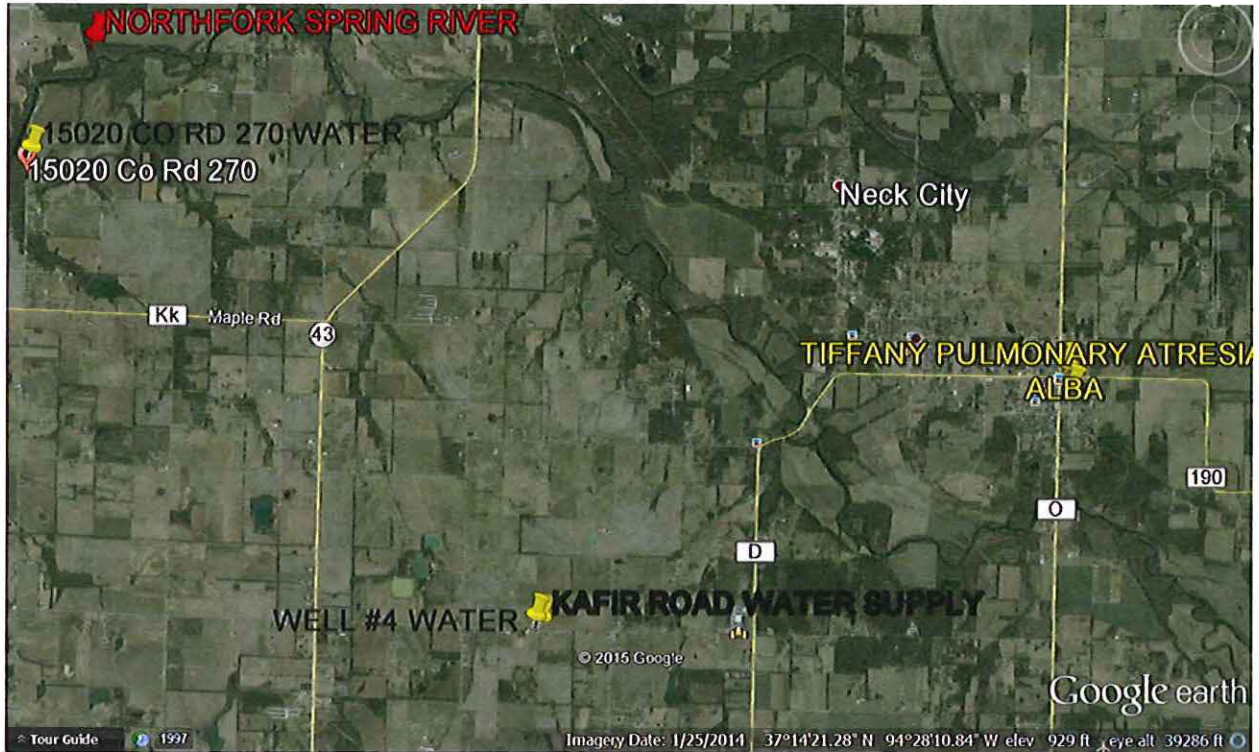 NORTHFORK SPRING RIVER
15020 CO RD 270 WATER
15020 Co Rd 270
Neck City
Kk
Maple Rd
43
TIFFANY PULMONARY ATRESIA
ALBA
190
O
D
KAFIR ROAD WATER SUPPLY
WELL #4 WATER
© 2015 Google
Google earth
Tour Guide
1997
Imagery Date: 1/25/2014 37°14'21.28" N 94°28'10.84" W elev 929 ft eye alt 39286 ft